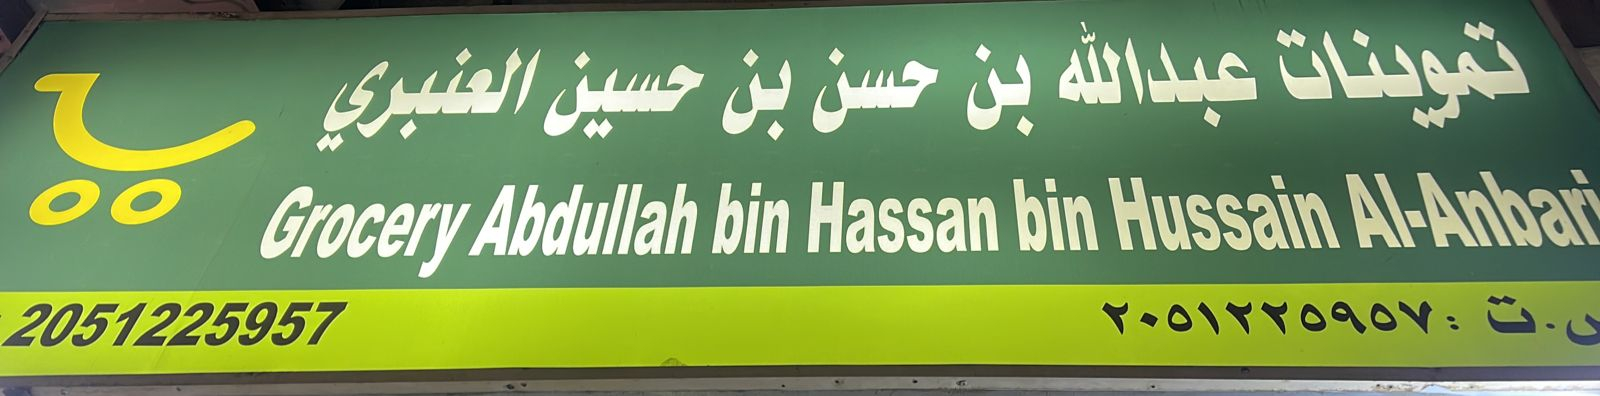 تموينات عبدالله بن حسن بن حسين العنبري
Grocery Abdullah bin Hassan bin Hussain Al-Anbari
2051225957
س.ت : ٢٠٥١٢٢٥٩٥٧